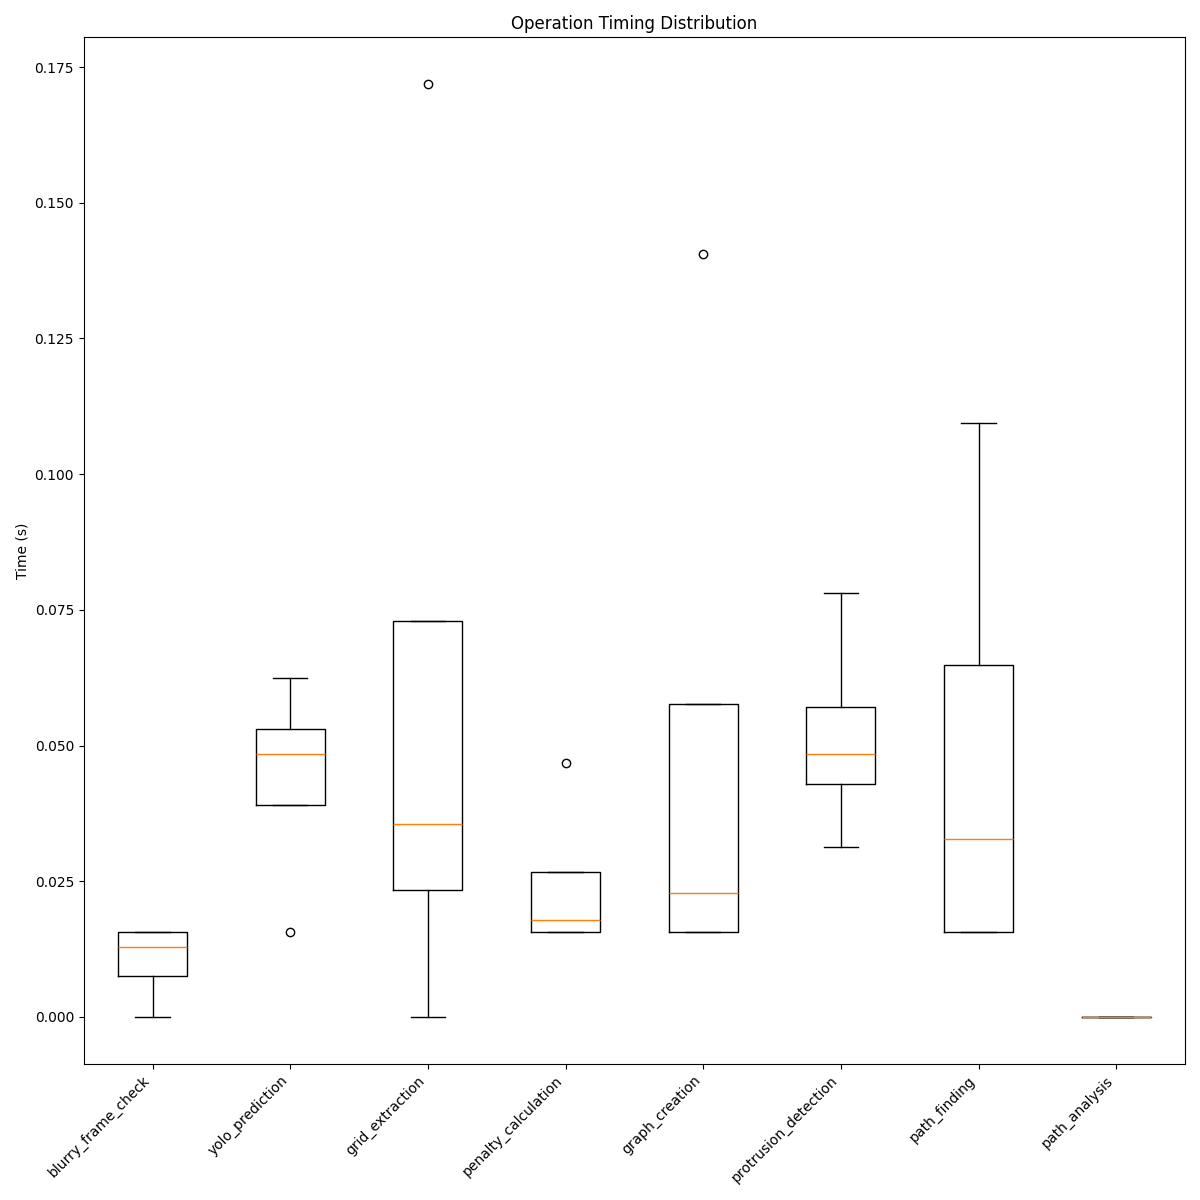 Operation Timing Distribution
0.175
0.150
0.125
0.100
0.075
0.050
0.025
0.000
Time (s)
blurry_frame_check
yolo_prediction
grid_extraction
penalty_calculation
graph_creation
protrusion_detection
path_finding
path_analysis